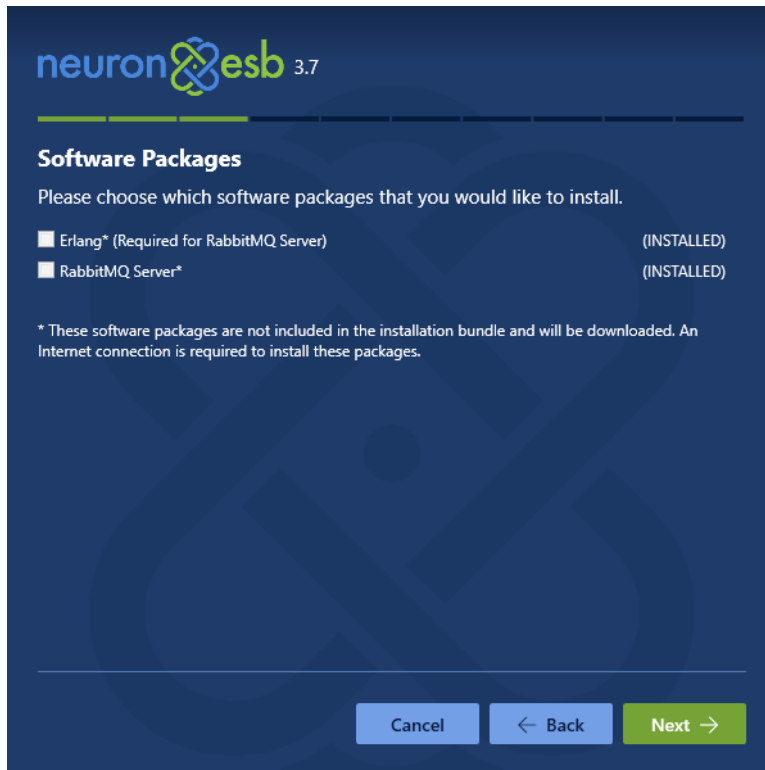 neuron esb 3.7
Software Packages
Please choose which software packages that you would like to install.
Erlang* (Required for RabbitMQ Server) (INSTALLED)
RabbitMQ Server* (INSTALLED)
* These software packages are not included in the installation bundle and will be downloaded. An
Internet connection is required to install these packages.
Cancel ← Back Next →